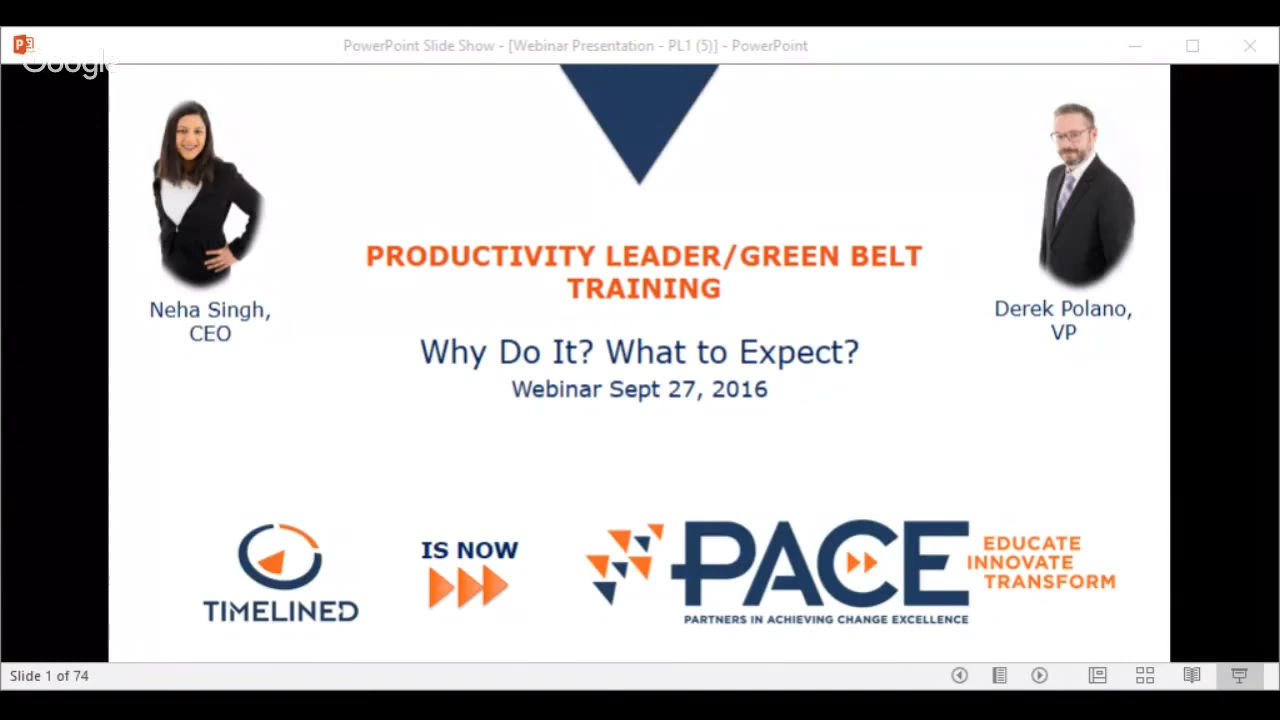 PowerPoint Slide Show - [Webinar Presentation - PL1 (5)] - PowerPoint
Google
Neha Singh,
CEO
Derek Polano,
VP
PRODUCTIVITY LEADER/GREEN BELT
TRAINING
Why Do It? What to Expect?
Webinar Sept 27, 2016
TIMELINED
IS NOW
PACE
PARTNERS IN ACHIEVING CHANGE EXCELLENCE
EDUCATE
INNOVATE
TRANSFORM
Slide 1 of 74